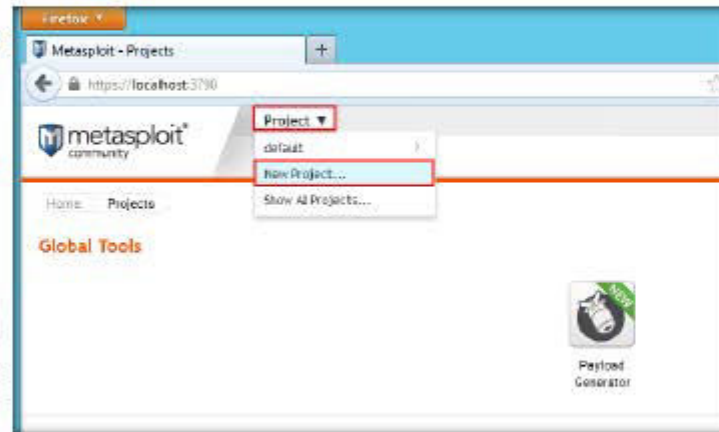 Firefox
Metasploit - Projects
+
https://localhost:3790
metasploit
community
Project ▼
default
New Project...
Show All Projects...
Home Projects
Global Tools
NEW
Payload
Generator